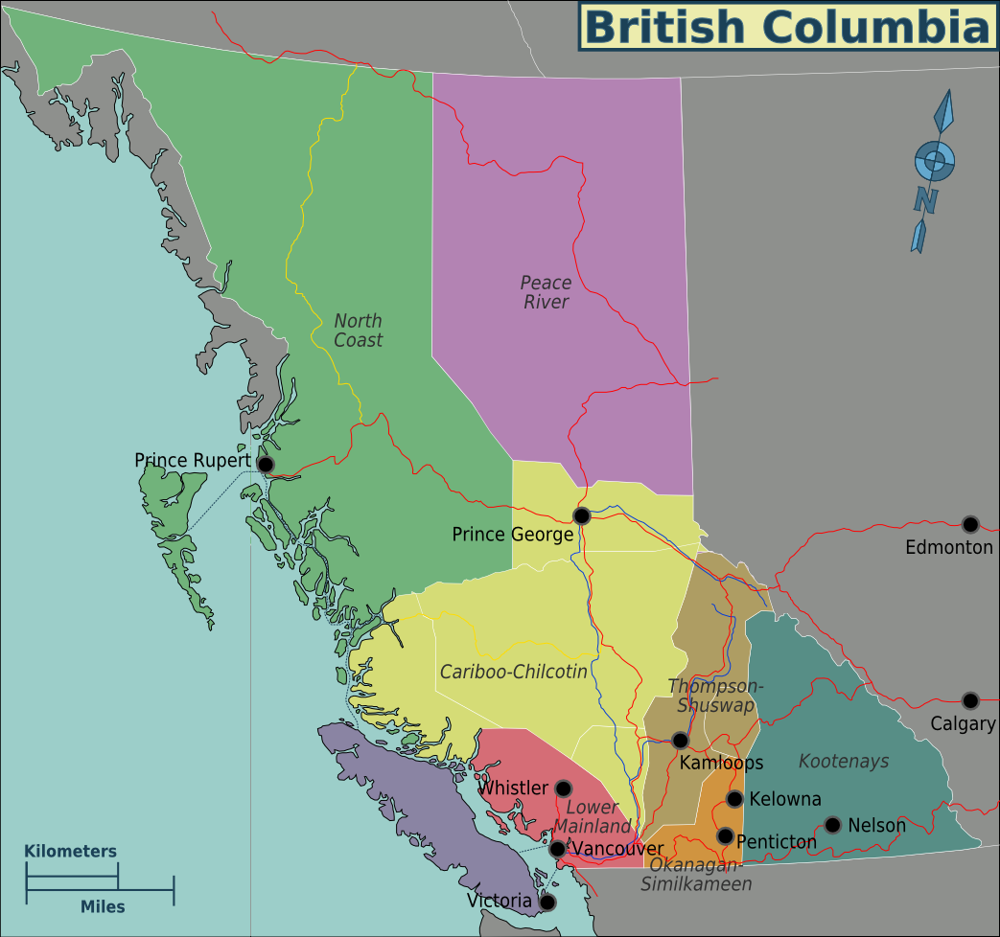 British Columbia
N
Peace
River
North
Coast
Prince Rupert
Prince George
Edmonton
Cariboo-Chilcotin
Thompson-
Shuswap
Calgary
Kamloops
Kootenays
Whistler
Lower
Mainland
Kelowna
Nelson
Penticton
Vancouver
Okanagan-
Similkameen
Victoria
Kilometers
Miles